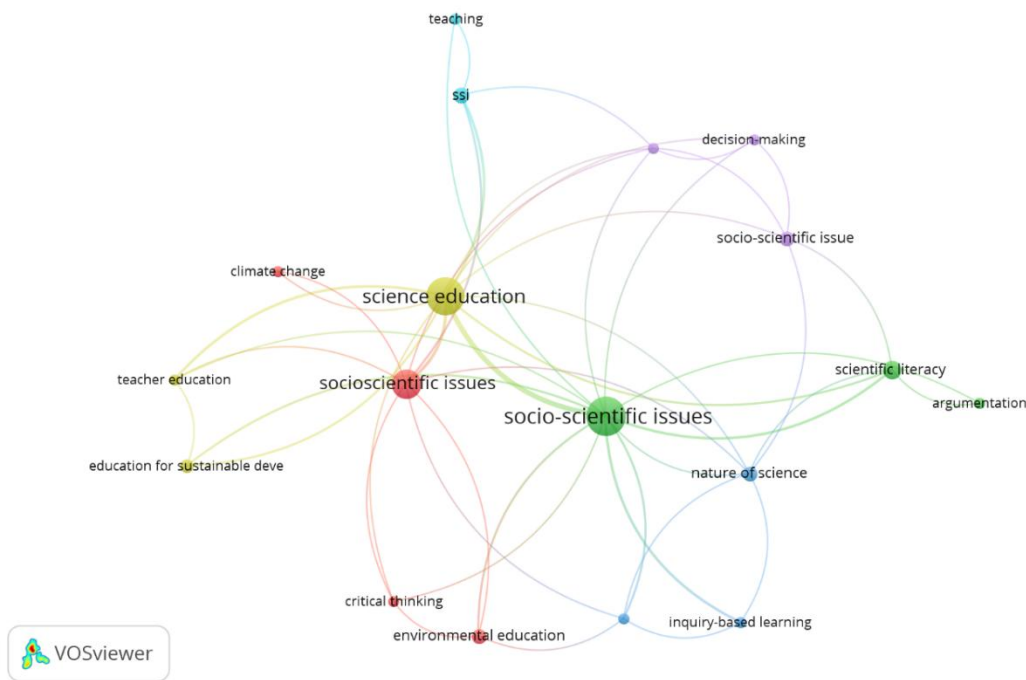 teaching
ssi
decision-making
socio-scientific issue
climate change
science education
teacher education
socioscientific issues
scientific literacy
argumentation
socio-scientific issues
education for sustainable deve
nature of science
critical thinking
inquiry-based learning
environmental education
VOSviewer